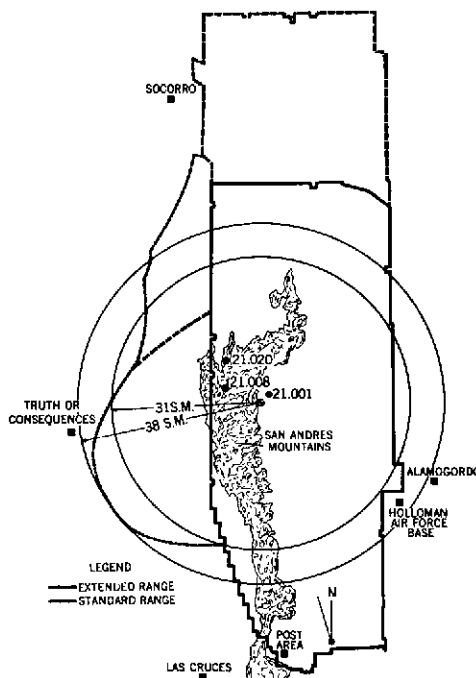 SOCORRO
21.020
21.008
21.001
31 S.M.
38 S.M.
TRUTH OR
CONSEQUENCES
SAN ANDRES
MOUNTAINS
ALAMOGORDO
HOLLOMAN
AIR FORCE
BASE
LEGEND
EXTENDED RANGE
STANDARD RANGE
N
POST
AREA
LAS CRUCES